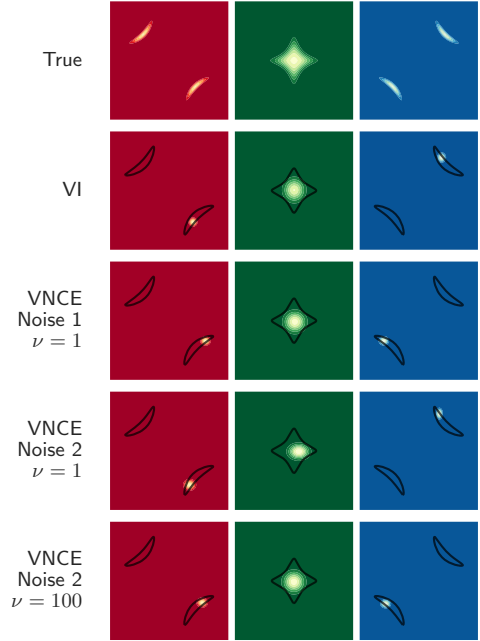 True
VI
VNCE
Noise 1
ν = 1
VNCE
Noise 2
ν = 1
VNCE
Noise 2
ν = 100